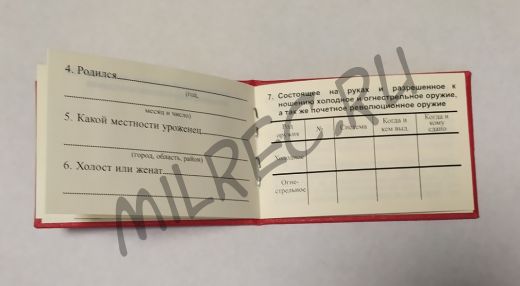 4. Родился
(год,
месяц и число)
5. Какой местности уроженец
(город, область, район)
6. Холост или женат
7. Состоящее на руках и разрешенное к
ношению холодное и огнестрельное оружие,
а так же почетное революционное оружие
Род оружия № Система Когда и кем выд. Когда и кому сдано
Холодное
Огне-
стрельное
MILREC.RU